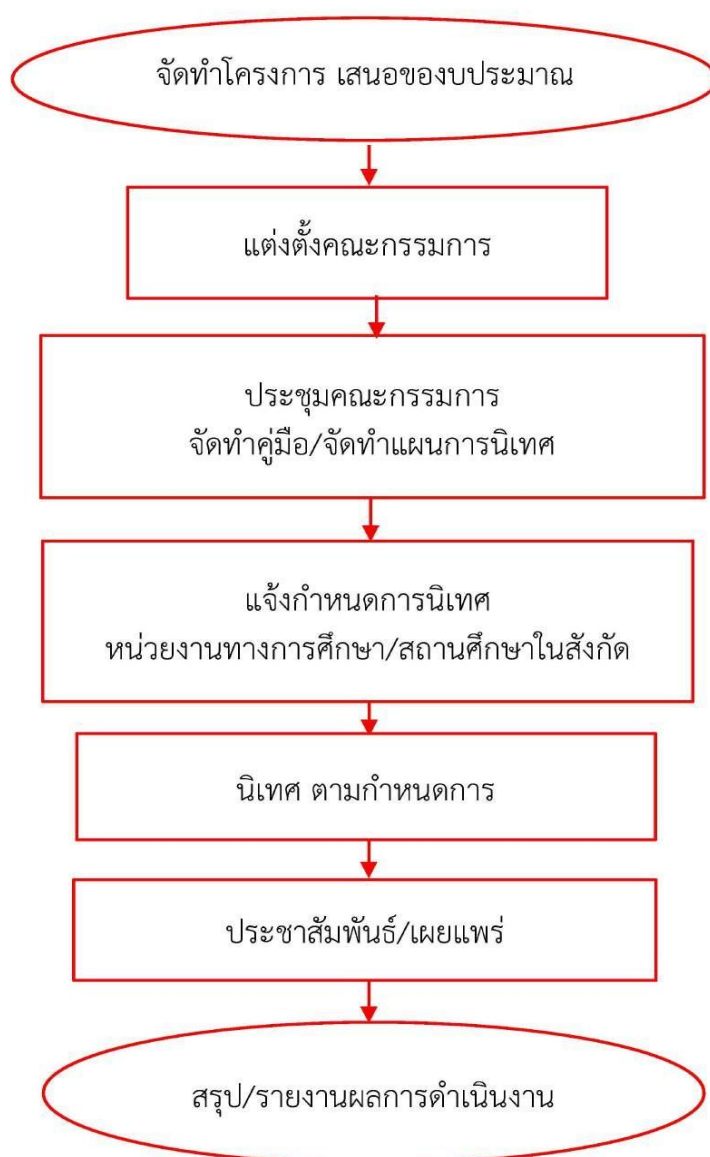 จัดทำโครงการ เสนอของบประมาณ
แต่งตั้งคณะกรรมการ
ประชุมคณะกรรมการ
จัดทำคู่มือ/จัดทำแผนการนิเทศ
แจ้งกำหนดการนิเทศ
หน่วยงานทางการศึกษา/สถานศึกษาในสังกัด
นิเทศ ตามกำหนดการ
ประชาสัมพันธ์/เผยแพร่
สรุป/รายงานผลการดำเนินงาน